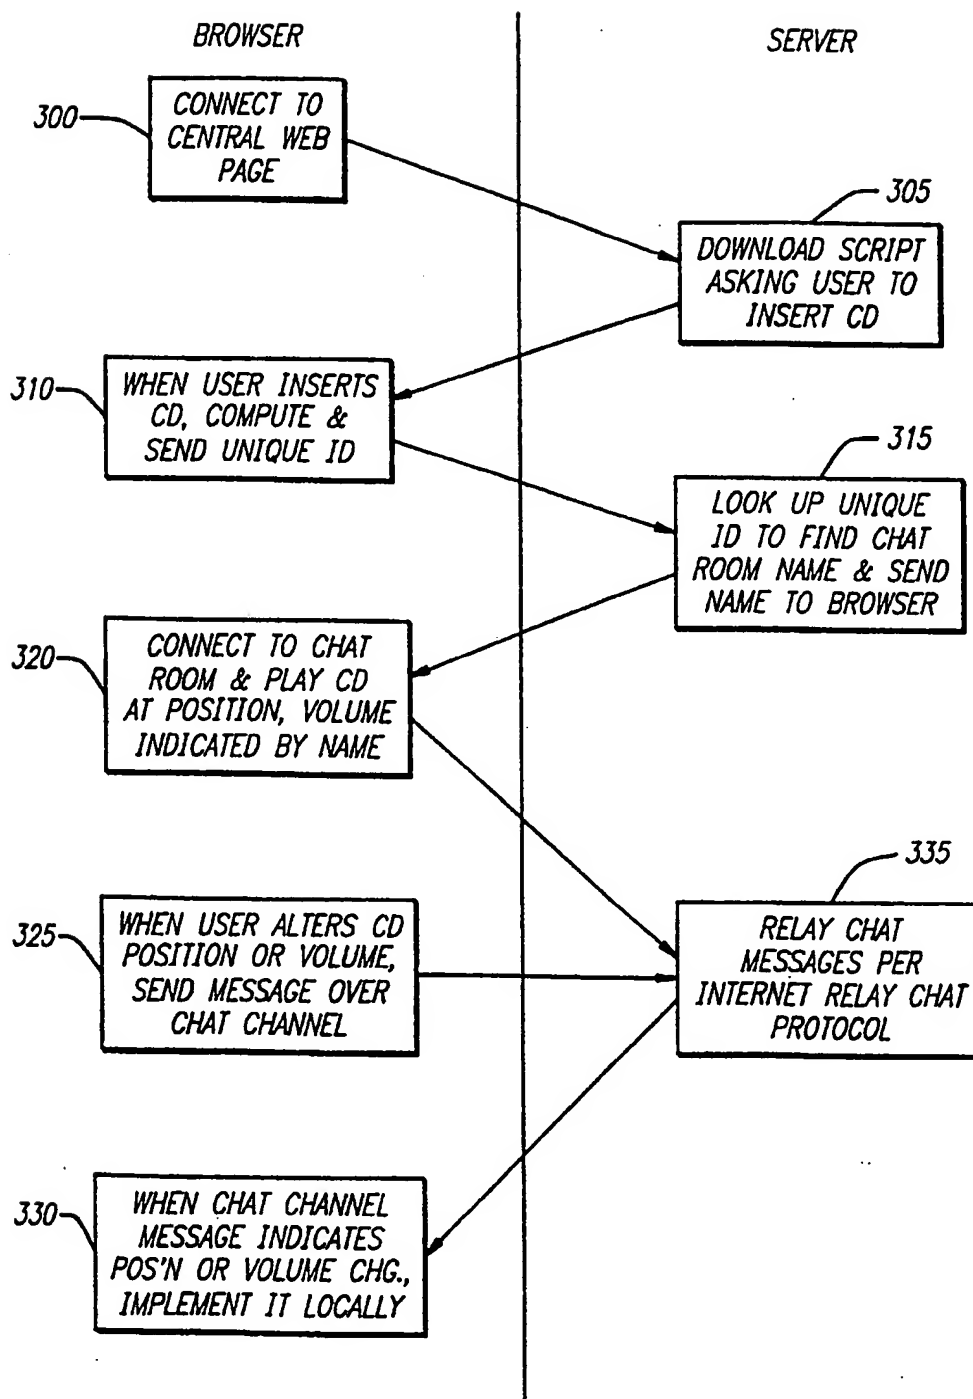 BROWSER
SERVER
300
CONNECT TO
CENTRAL WEB
PAGE
305
DOWNLOAD SCRIPT
ASKING USER TO
INSERT CD
310
WHEN USER INSERTS
CD, COMPUTE &
SEND UNIQUE ID
315
LOOK UP UNIQUE
ID TO FIND CHAT
ROOM NAME & SEND
NAME TO BROWSER
320
CONNECT TO CHAT
ROOM & PLAY CD
AT POSITION, VOLUME
INDICATED BY NAME
335
RELAY CHAT
MESSAGES PER
INTERNET RELAY CHAT
PROTOCOL
325
WHEN USER ALTERS CD
POSITION OR VOLUME,
SEND MESSAGE OVER
CHAT CHANNEL
330
WHEN CHAT CHANNEL
MESSAGE INDICATES
POS'N OR VOLUME CHG.,
IMPLEMENT IT LOCALLY